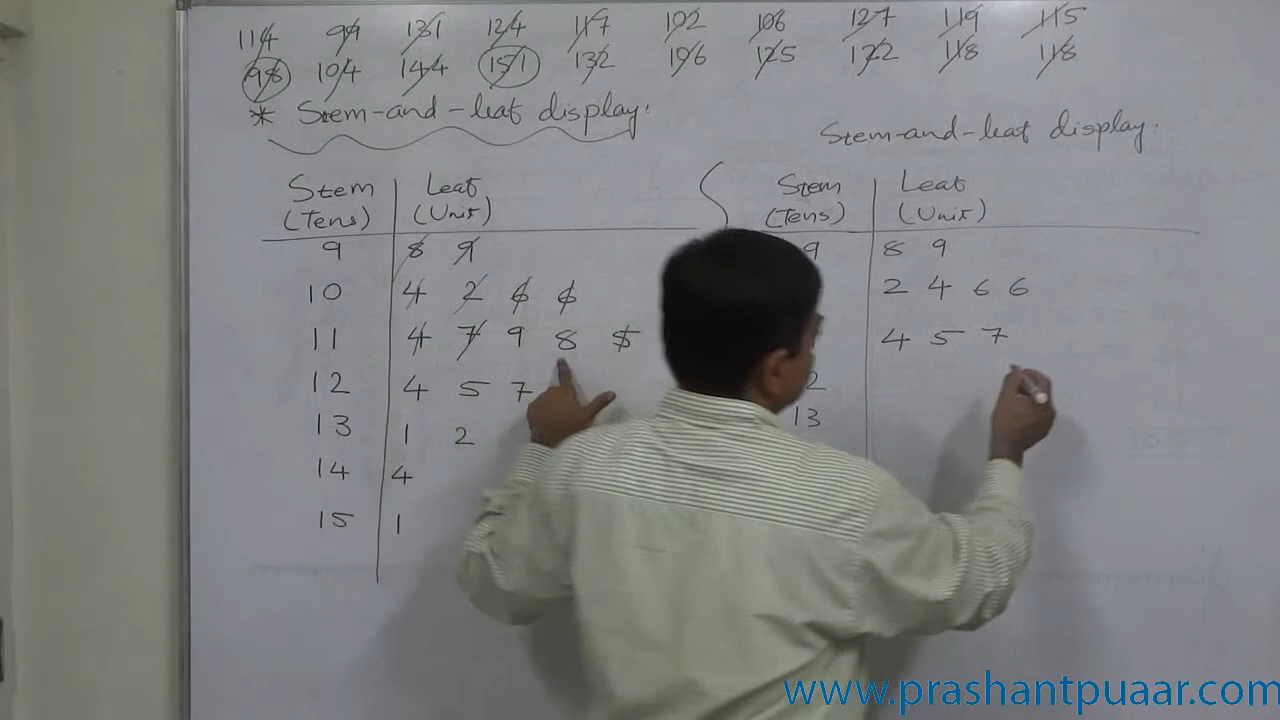 114 99 131 124 117 102 106 127 119 115
98 104 144 151 132 106 125 122 118 118
* Stem-and-leaf display:
Stem-and-leaf display:
Stem (Tens) Leaf (Unit)
9 8 9
10 4 2 6 6
11 4 7 9 8 5
12 4 5 7
13 1 2
14 4
15 1
Stem (Tens) Leaf (Unit)
9 8 9
2 4 6 6
4 5 7
2
13
www.prashantpuaar.com